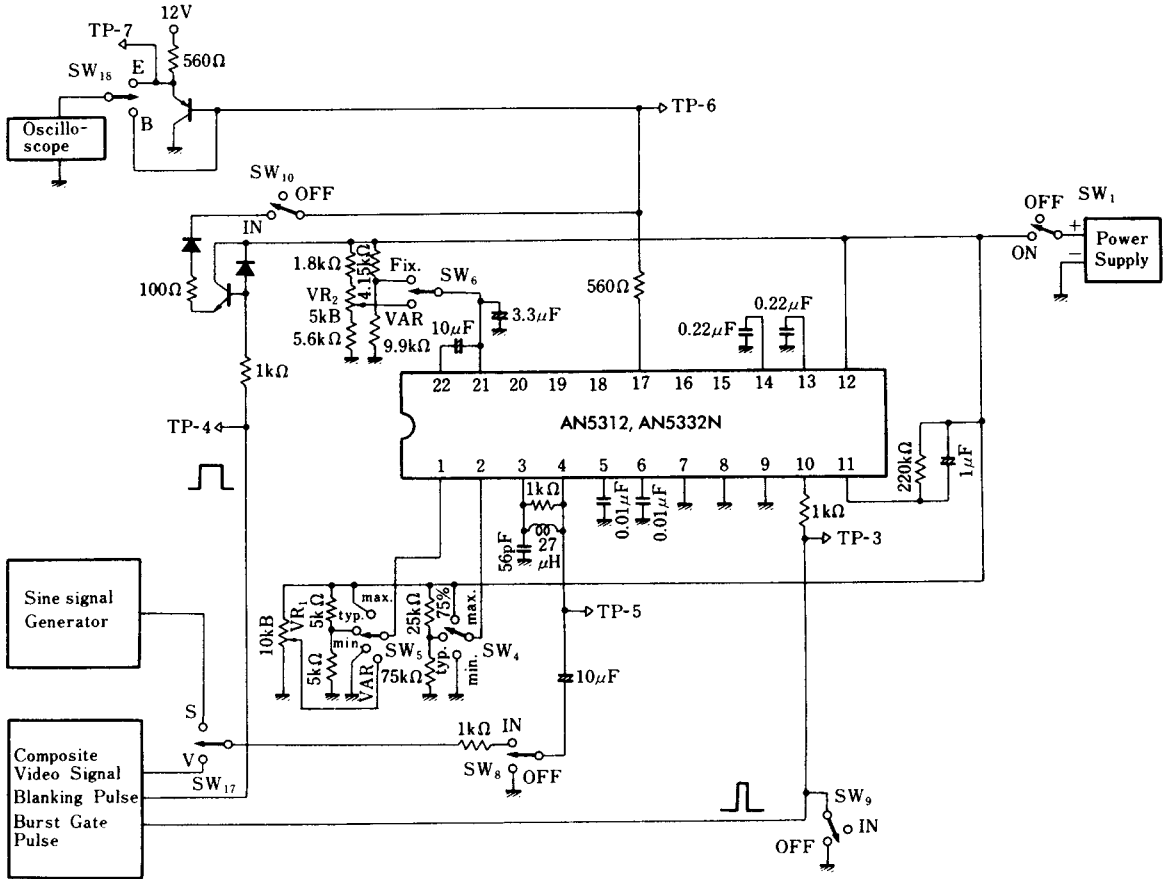 12V
TP-7
560Ω
SW₁₈
E
B
TP-6
Oscillo-
scope
SW₁₀
OFF
IN
SW₁
OFF
+
−
ON
Power
Supply
1.8kΩ
4.15kΩ
Fix.
SW₆
100Ω
VR₂
5kB
VAR
5.6kΩ
9.9kΩ
10μF
3.3μF
560Ω
0.22μF
0.22μF
1kΩ
22 21 20 19 18 17 16 15 14 13 12
TP-4
AN5312, AN5332N
1 2 3 4 5 6 7 8 9 10 11
220kΩ
1μF
1kΩ
0.01μF
0.01μF
1kΩ
56pF
27
μH
TP-3
Sine signal
Generator
10kB
VR₁
5kΩ
max.
typ.
min.
SW₅
5kΩ
VAR
25kΩ
75%
max.
typ.
SW₄
75kΩ
min.
TP-5
10μF
S
V
SW₁₇
1kΩ
IN
SW₈
OFF
Composite
Video Signal
Blanking Pulse
Burst Gate
Pulse
SW₉
IN
OFF